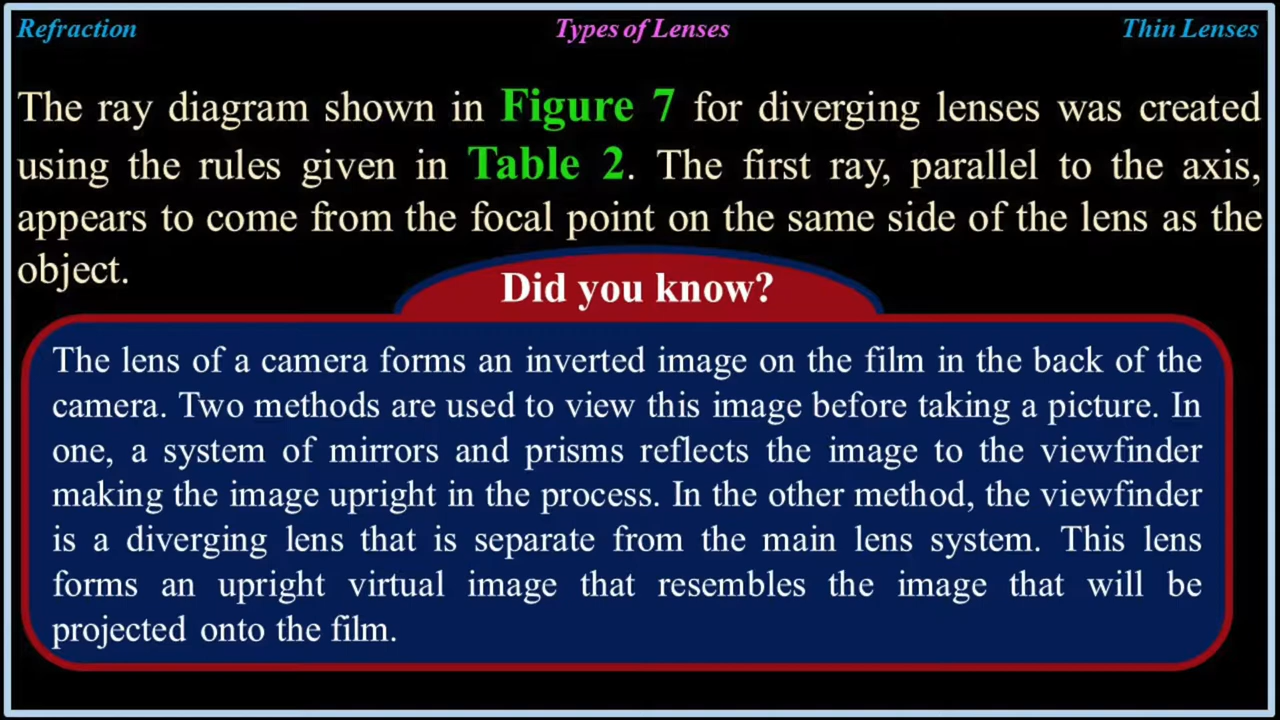 Refraction Types of Lenses Thin Lenses
The ray diagram shown in Figure 7 for diverging lenses was created
using the rules given in Table 2. The first ray, parallel to the axis,
appears to come from the focal point on the same side of the lens as the
object.
Did you know?
The lens of a camera forms an inverted image on the film in the back of the
camera. Two methods are used to view this image before taking a picture. In
one, a system of mirrors and prisms reflects the image to the viewfinder
making the image upright in the process. In the other method, the viewfinder
is a diverging lens that is separate from the main lens system. This lens
forms an upright virtual image that resembles the image that will be
projected onto the film.